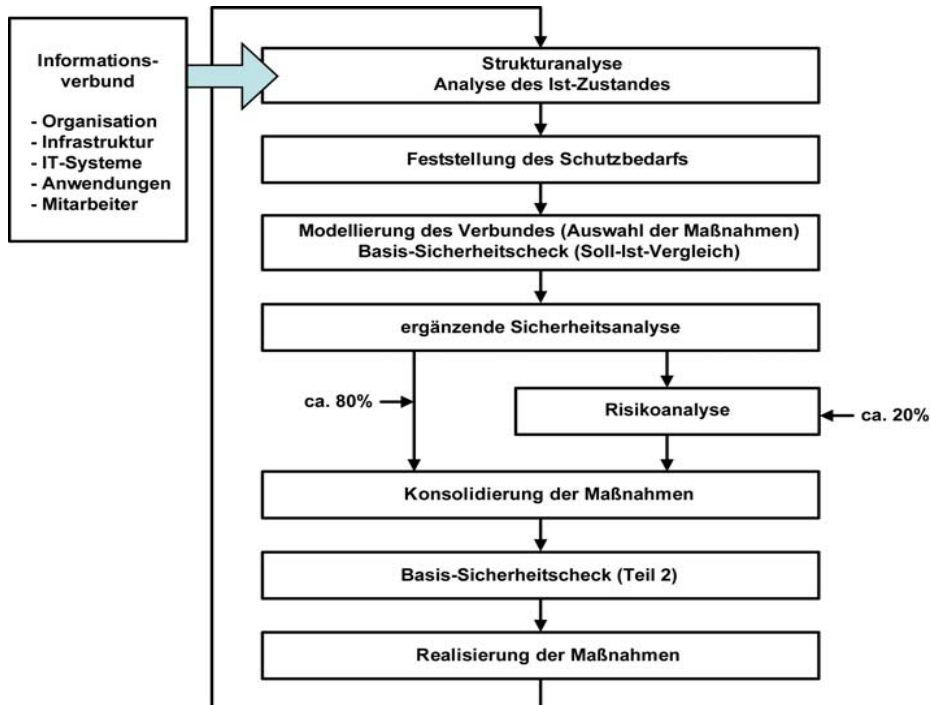 Informations-
verbund
- Organisation
- Infrastruktur
- IT-Systeme
- Anwendungen
- Mitarbeiter
Strukturanalyse
Analyse des Ist-Zustandes
Feststellung des Schutzbedarfs
Modellierung des Verbundes (Auswahl der Maßnahmen)
Basis-Sicherheitscheck (Soll-Ist-Vergleich)
ergänzende Sicherheitsanalyse
ca. 80%
Risikoanalyse
ca. 20%
Konsolidierung der Maßnahmen
Basis-Sicherheitscheck (Teil 2)
Realisierung der Maßnahmen